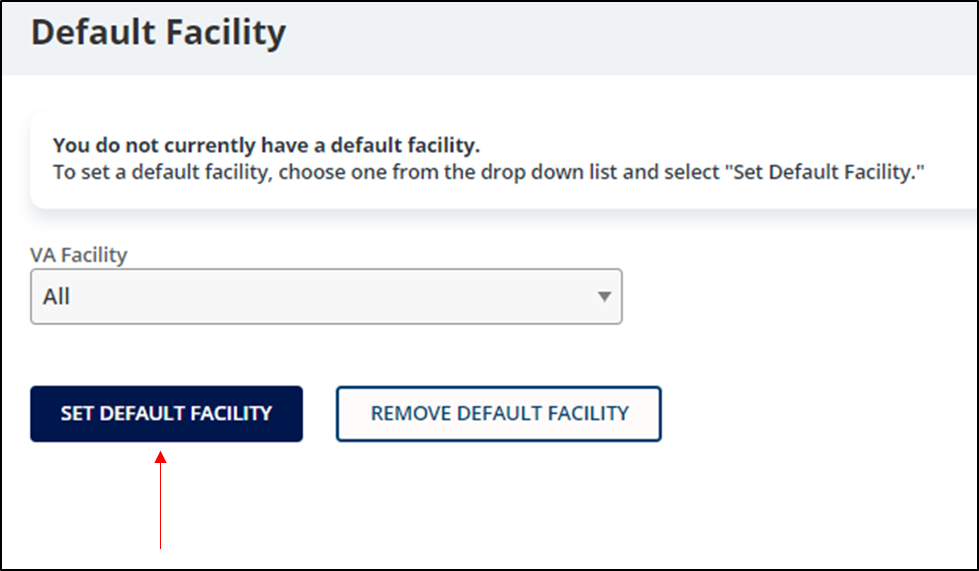 Default Facility
You do not currently have a default facility.
To set a default facility, choose one from the drop down list and select "Set Default Facility."
VA Facility
All
SET DEFAULT FACILITY
REMOVE DEFAULT FACILITY